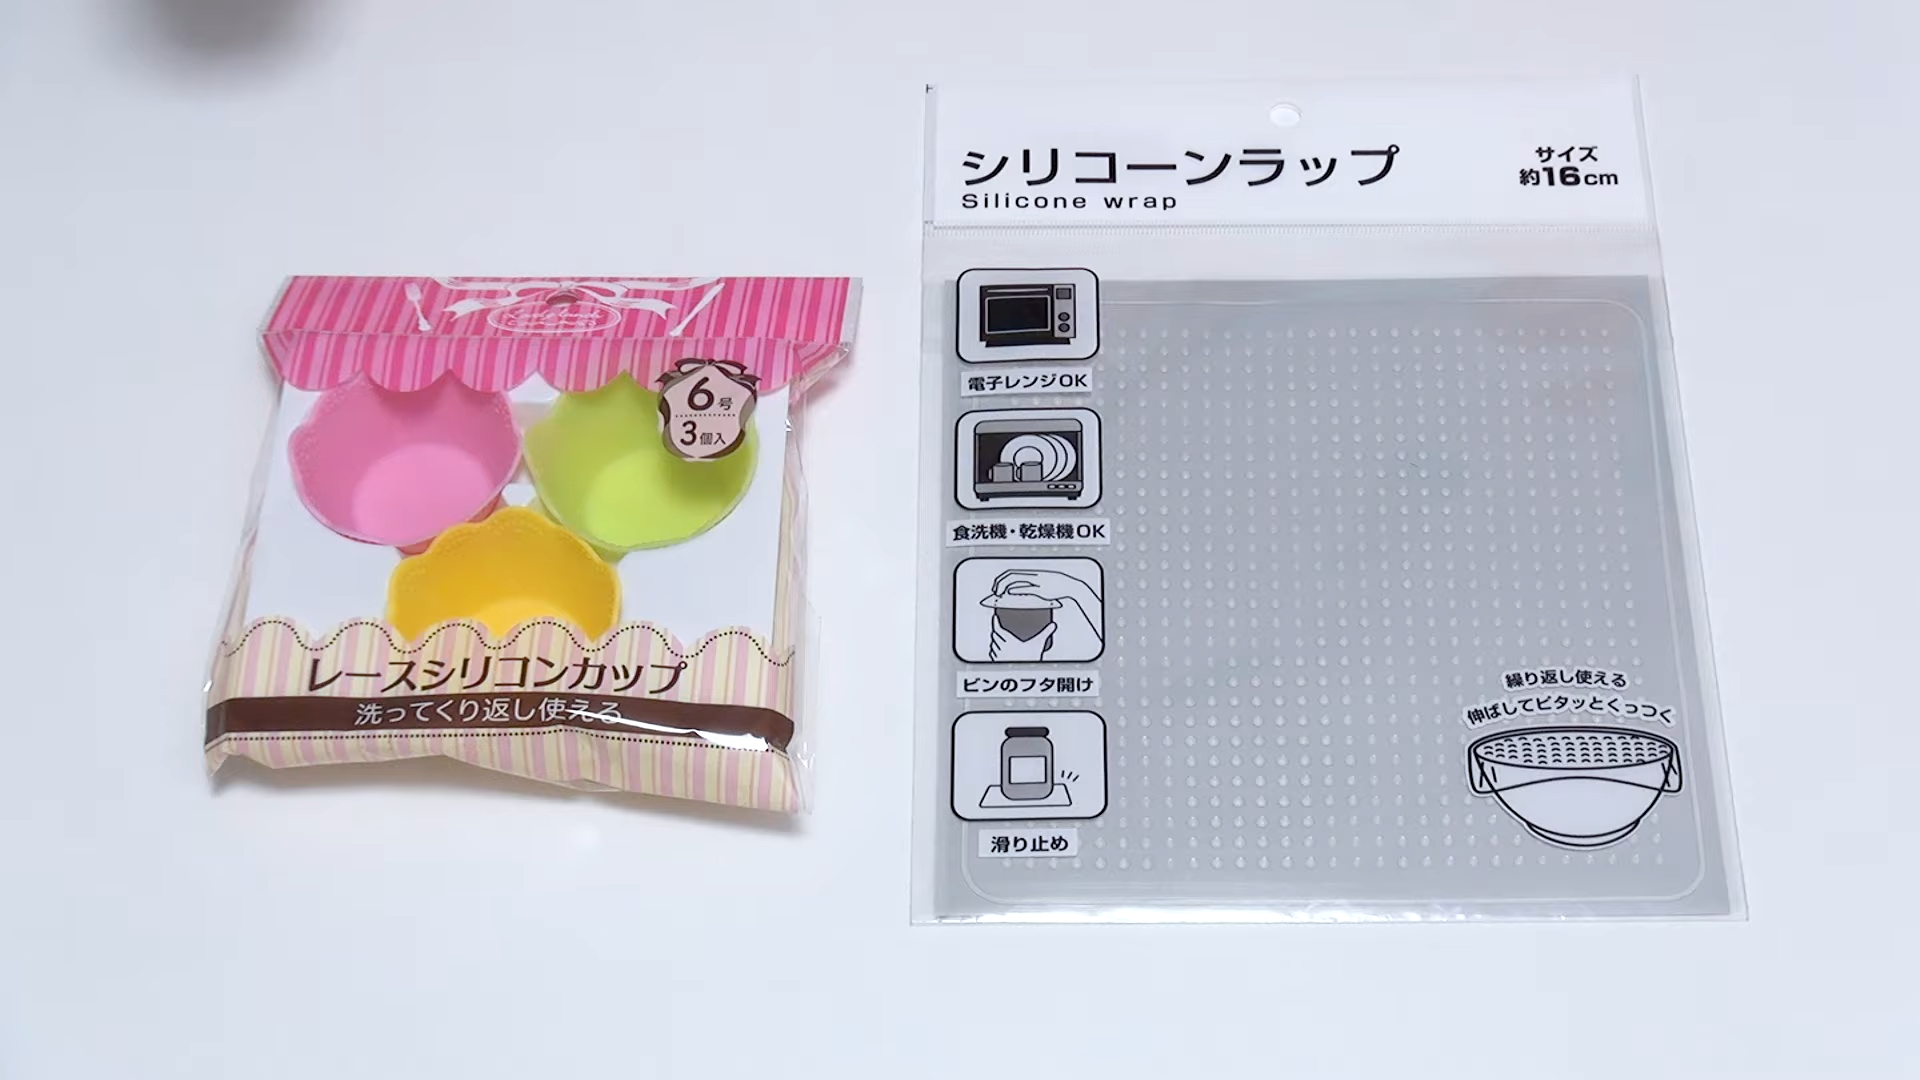 6号
3個入
レースシリコンカップ
洗ってくり返し使える
シリコーンラップ
Silicone wrap
サイズ
約16cm
電子レンジOK
食洗機・乾燥機OK
ビンのフタ開け
滑り止め
繰り返し使える
伸ばしてピタッとくっつく